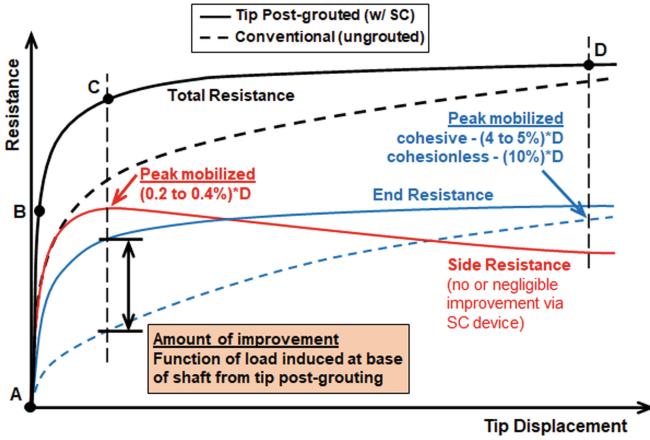 Tip Post-grouted (w/ SC)
Conventional (ungrouted)
D
C
Total Resistance
Peak mobilized
cohesive - (4 to 5%)*D
cohesionless - (10%)*D
Resistance
Peak mobilized
(0.2 to 0.4%)*D
B
End Resistance
Side Resistance
(no or negligible
improvement via
SC device)
Amount of improvement
Function of load induced at base
of shaft from tip post-grouting
A
Tip Displacement